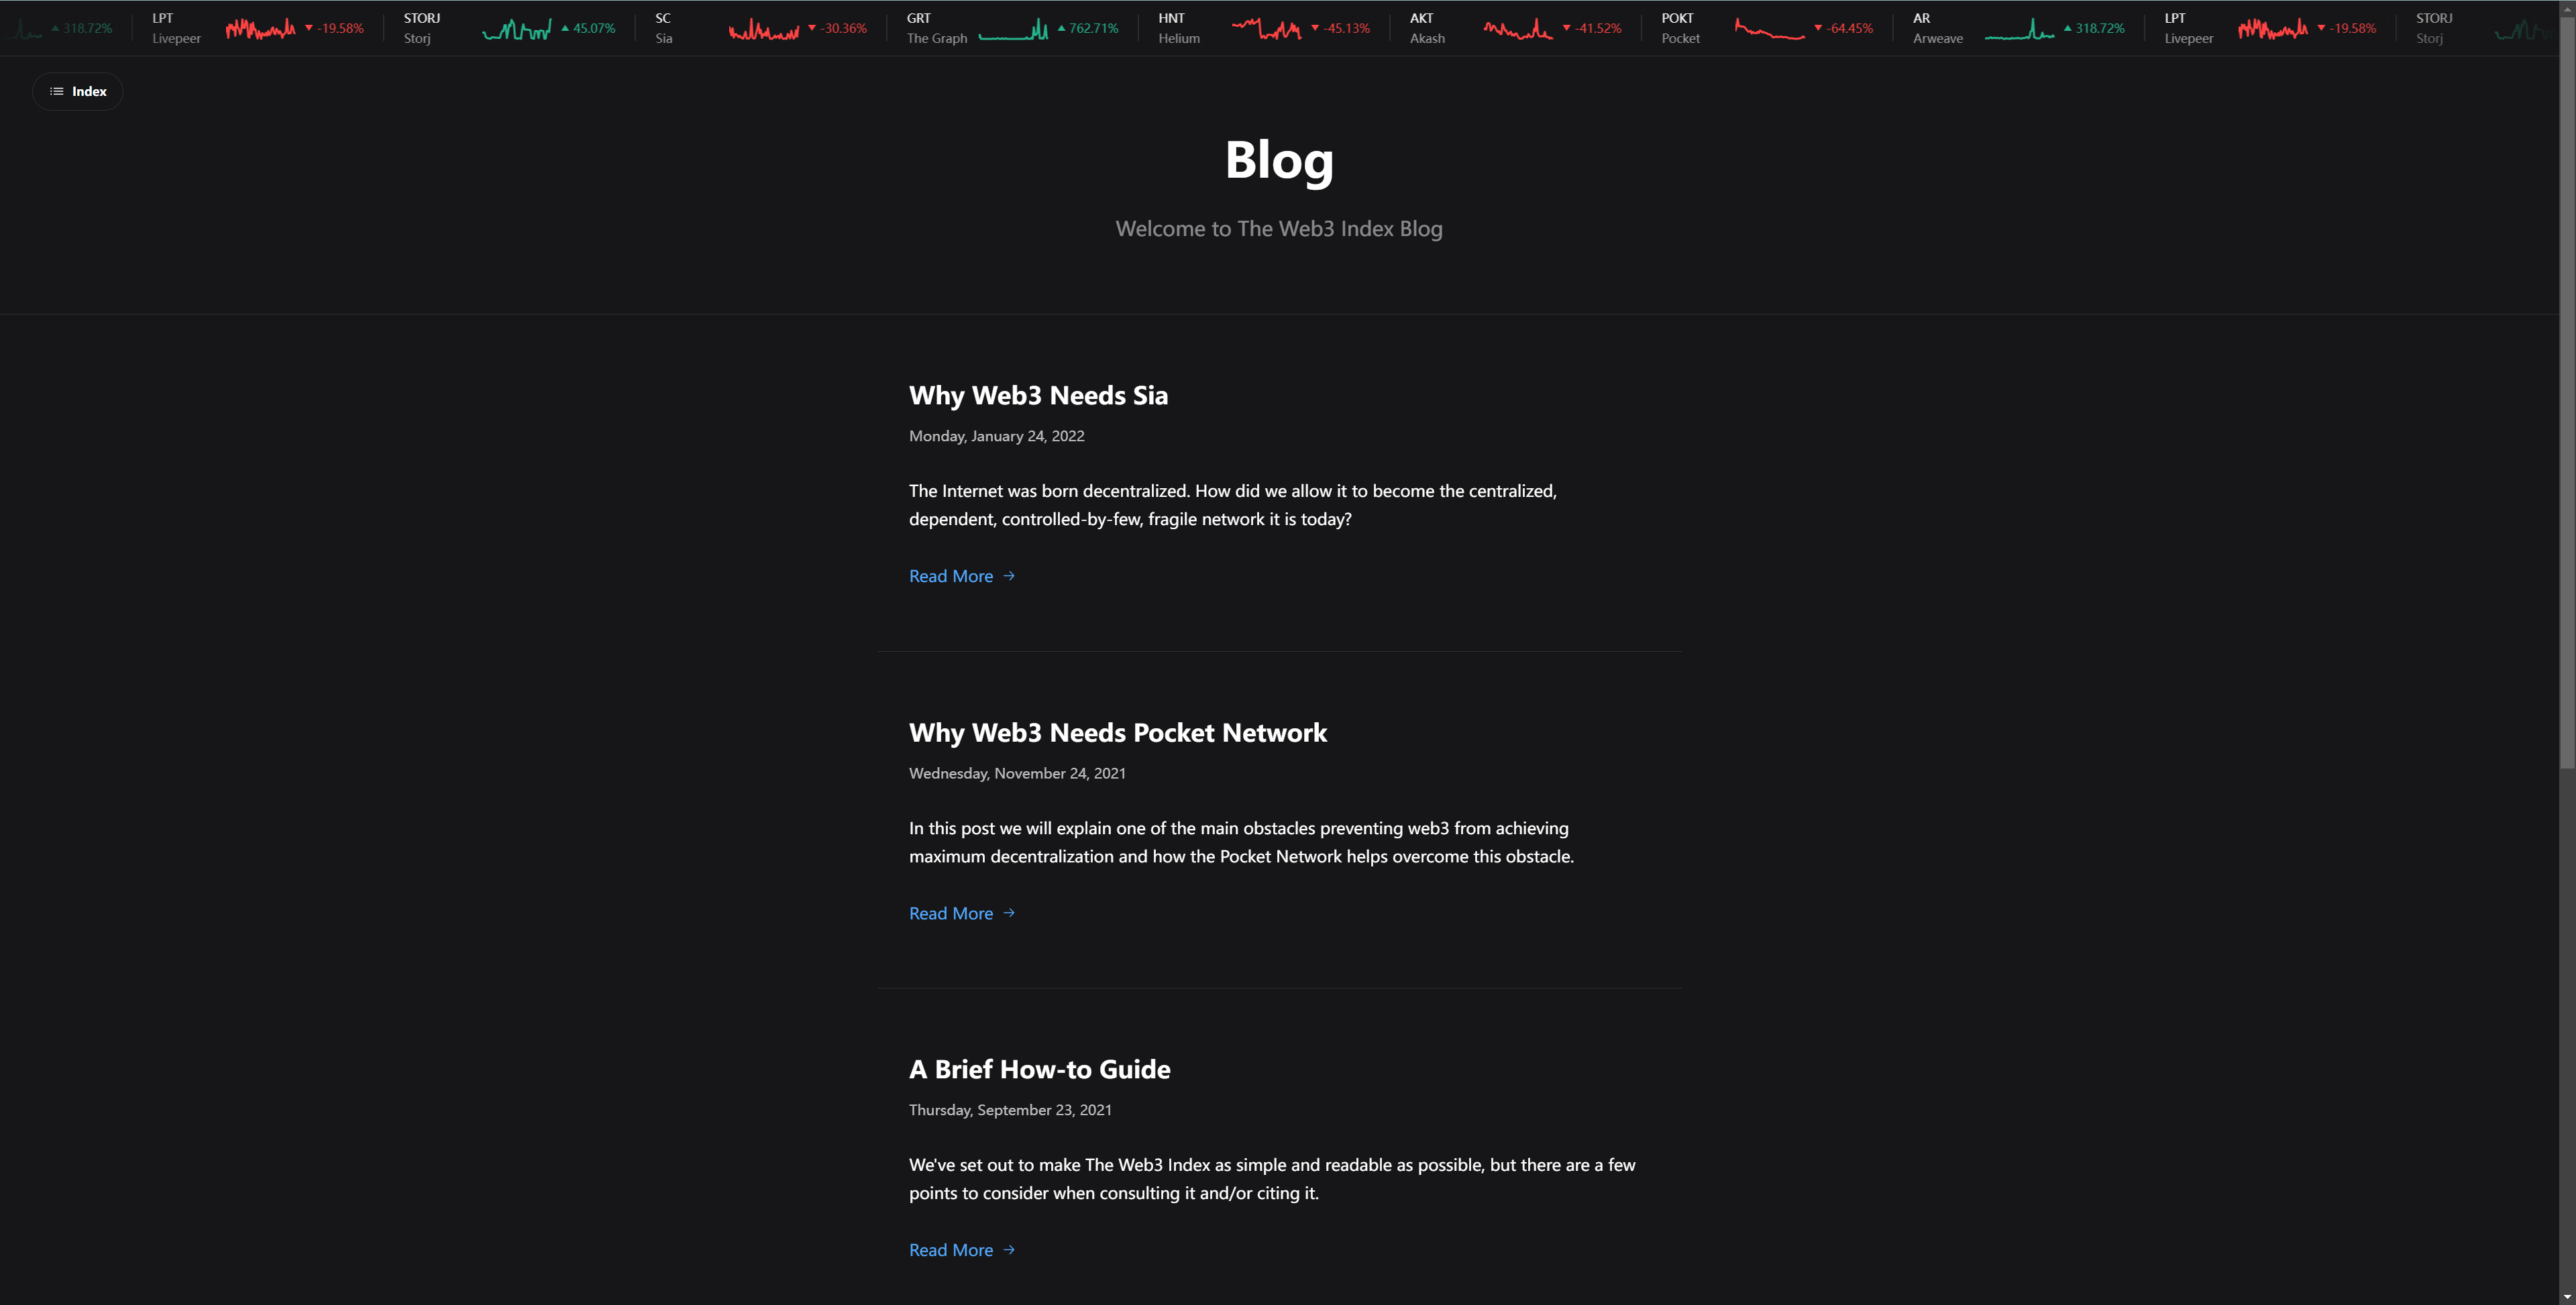 318.72%
LPT
Livepeer
-19.58%
STORJ
Storj
45.07%
SC
Sia
-30.36%
GRT
The Graph
762.71%
HNT
Helium
-45.13%
AKT
Akash
-41.52%
POKT
Pocket
-64.45%
AR
Arweave
318.72%
LPT
Livepeer
-19.58%
STORJ
Storj
Index
Blog
Welcome to The Web3 Index Blog
Why Web3 Needs Sia
Monday, January 24, 2022
The Internet was born decentralized. How did we allow it to become the centralized,
dependent, controlled-by-few, fragile network it is today?
Read More →
Why Web3 Needs Pocket Network
Wednesday, November 24, 2021
In this post we will explain one of the main obstacles preventing web3 from achieving
maximum decentralization and how the Pocket Network helps overcome this obstacle.
Read More →
A Brief How-to Guide
Thursday, September 23, 2021
We've set out to make The Web3 Index as simple and readable as possible, but there are a few
points to consider when consulting it and/or citing it.
Read More →